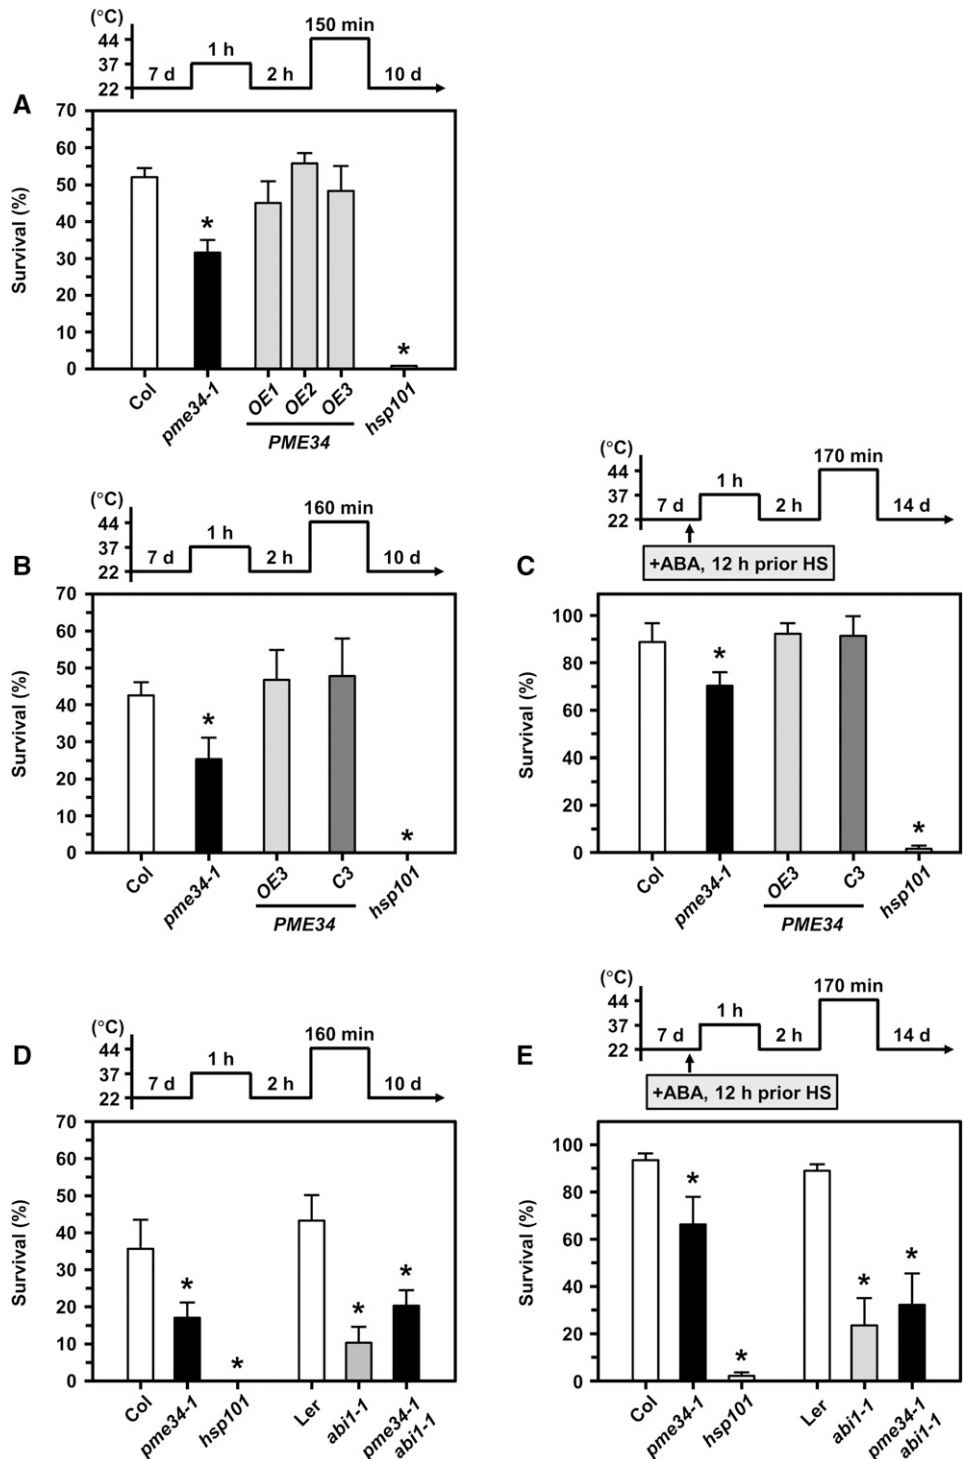 (°C)
44
37
22
7 d
1 h
2 h
150 min
10 d
A
70
60
50
40
30
20
10
0
Survival (%)
*
*
Col
pme34-1
OE1
OE2
OE3
hsp101
PME34
(°C)
44
37
22
7 d
1 h
2 h
160 min
10 d
B
70
60
50
40
30
20
10
0
Survival (%)
*
*
Col
pme34-1
OE3
C3
hsp101
PME34
(°C)
44
37
22
7 d
1 h
2 h
170 min
14 d
+ABA, 12 h prior HS
C
100
80
60
40
20
0
Survival (%)
*
*
Col
pme34-1
OE3
C3
hsp101
PME34
(°C)
44
37
22
7 d
1 h
2 h
160 min
10 d
D
70
60
50
40
30
20
10
0
Survival (%)
*
*
*
*
Col
pme34-1
hsp101
Ler
abi1-1
pme34-1
abi1-1
(°C)
44
37
22
7 d
1 h
2 h
170 min
14 d
+ABA, 12 h prior HS
E
100
80
60
40
20
0
Survival (%)
*
*
*
*
Col
pme34-1
hsp101
Ler
abi1-1
pme34-1
abi1-1